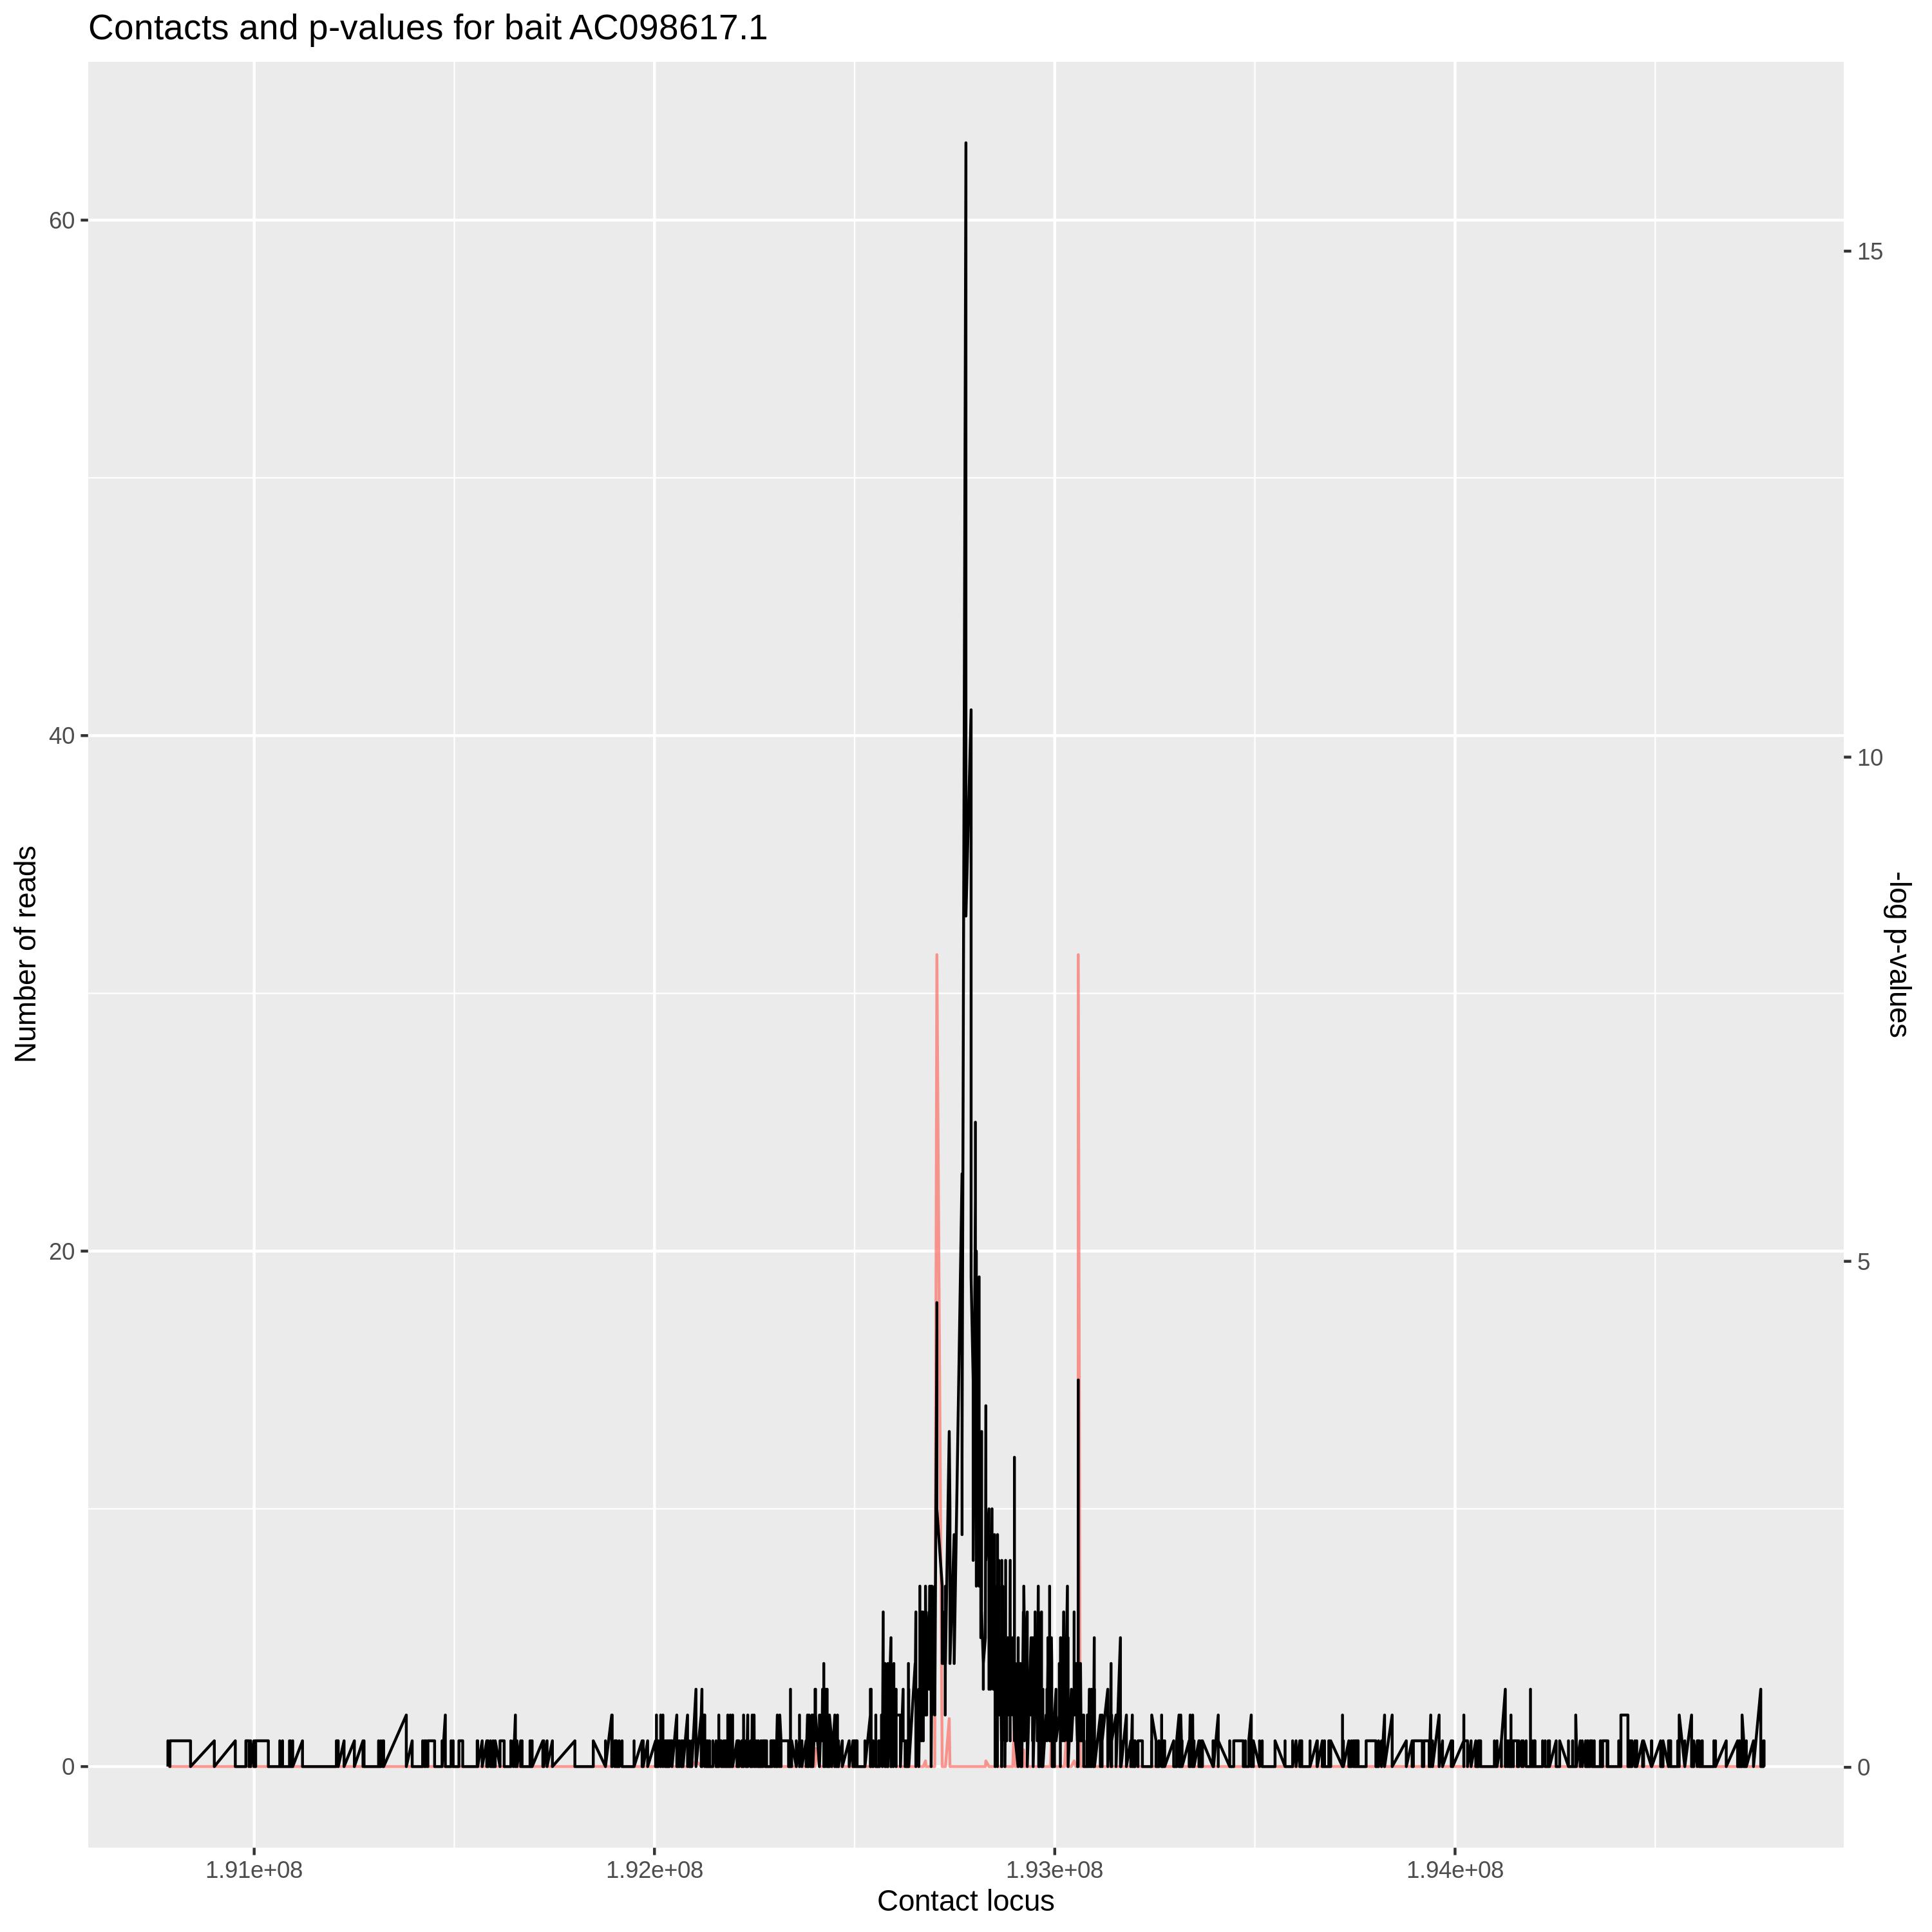 Contacts and p-values for bait AC098617.1
60
40
20
0
15
10
5
0
Number of reads
-log p-values
1.91e+08
1.92e+08
1.93e+08
1.94e+08
Contact locus